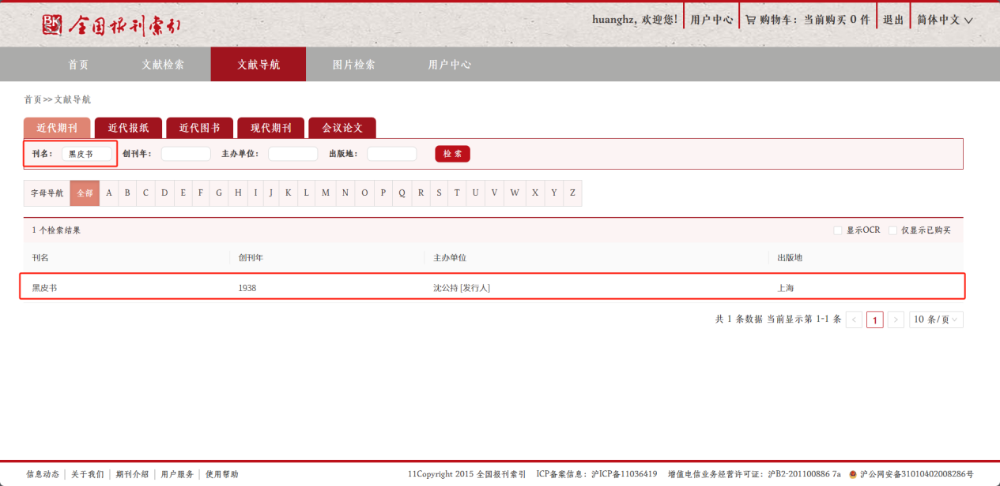 全国报刊索引
huanghz, 欢迎您! 用户中心 购物车: 当前购买 0 件 退出 简体中文
首页 文献检索 文献导航 图片检索 用户中心
首页>>文献导航
近代期刊 近代报纸 近代图书 现代期刊 会议论文
刊名: 黑皮书 创刊年: 主办单位: 出版地: 检 索
字母导航 全部 A B C D E F G H I J K L M N O P Q R S T U V W X Y Z
1 个检索结果 显示OCR 仅显示已购买
刊名 创刊年 主办单位 出版地
黑皮书 1938 沈公持 [发行人] 上海
共 1 条数据 当前显示第 1-1 条 < 1 > 10 条/页
信息动态 关于我们 期刊介绍 用户服务 使用帮助 11Copyright 2015 全国报刊索引 ICP备案信息: 沪ICP备11036419 增值电信业务经营许可证: 沪B2-201100886 7a 沪公网安备31010402008286号